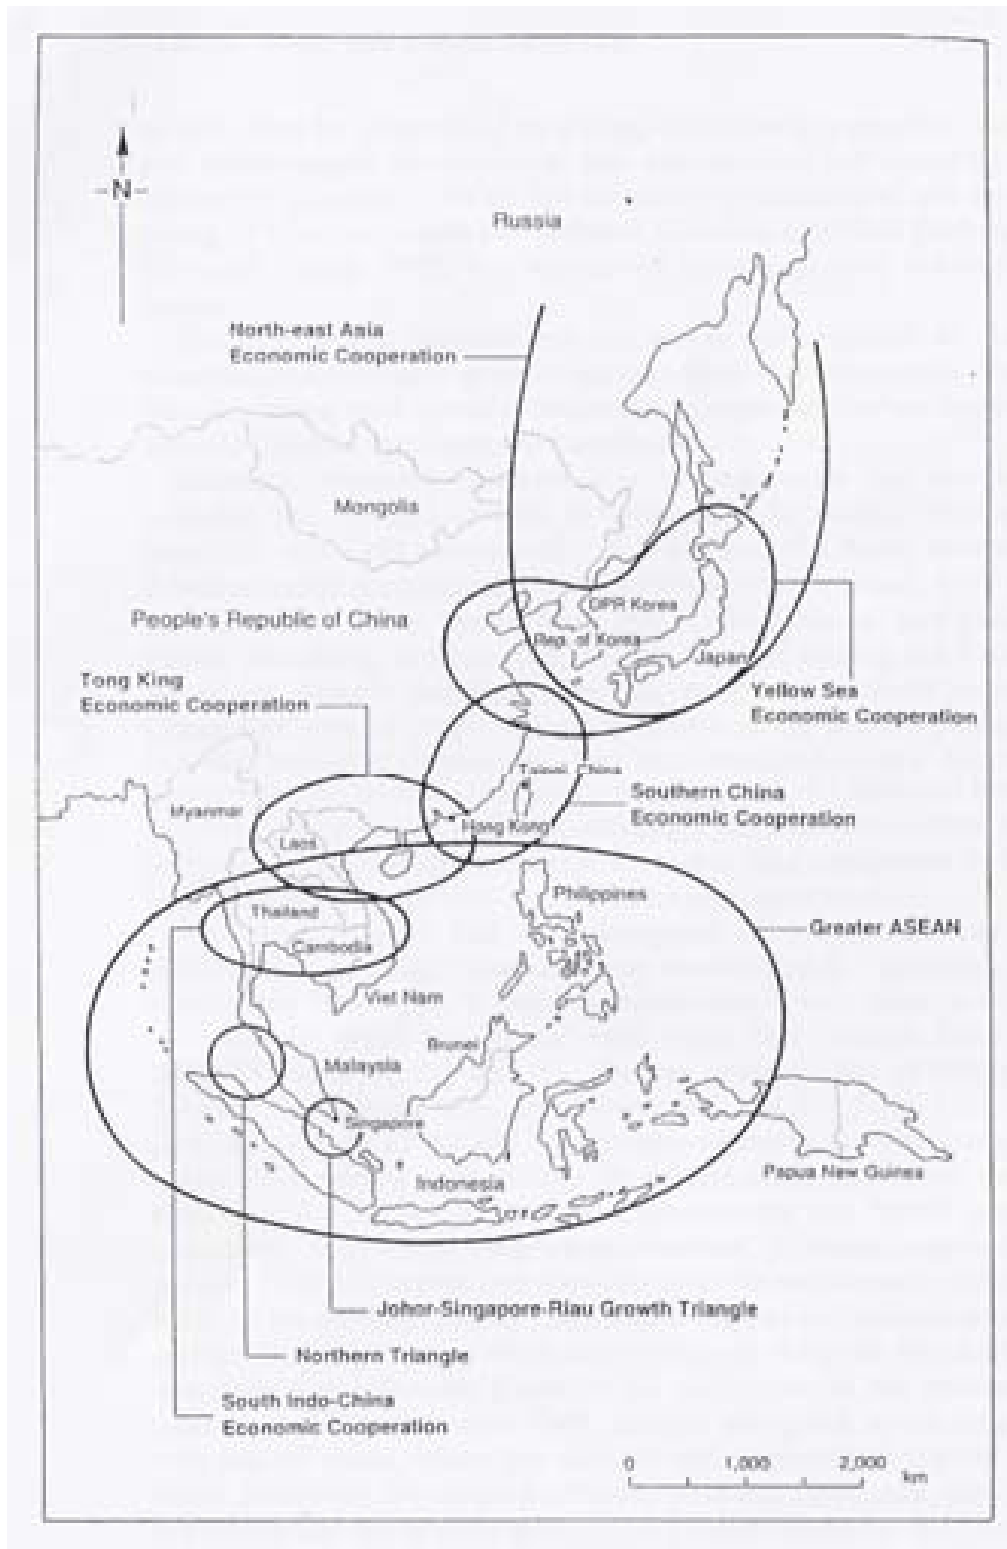 N
Russia
North-east Asia
Economic Cooperation
Mongolia
DPR Korea
People's Republic of China
Rep. of Korea
Japan
Tong King
Economic Cooperation
Yellow Sea
Economic Cooperation
Taipei, China
Southern China
Economic Cooperation
Myanmar
Hong Kong
Laos
Philippines
Thailand
Greater ASEAN
Cambodia
Viet Nam
Brunei
Malaysia
Singapore
Papua New Guinea
Indonesia
Johor-Singapore-Riau Growth Triangle
Northern Triangle
South Indo-China
Economic Cooperation
0 1,000 2,000
km